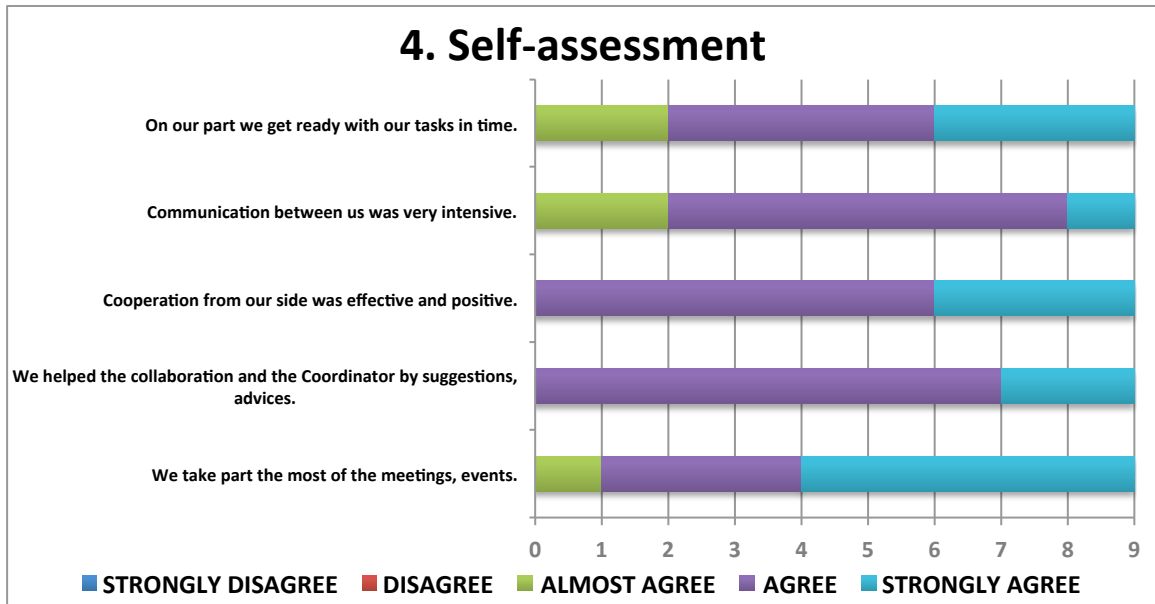 4. Self-assessment
On our part we get ready with our tasks in time.
Communication between us was very intensive.
Cooperation from our side was effective and positive.
We helped the collaboration and the Coordinator by suggestions,
advices.
We take part the most of the meetings, events.
0 1 2 3 4 5 6 7 8 9
STRONGLY DISAGREE DISAGREE ALMOST AGREE AGREE STRONGLY AGREE